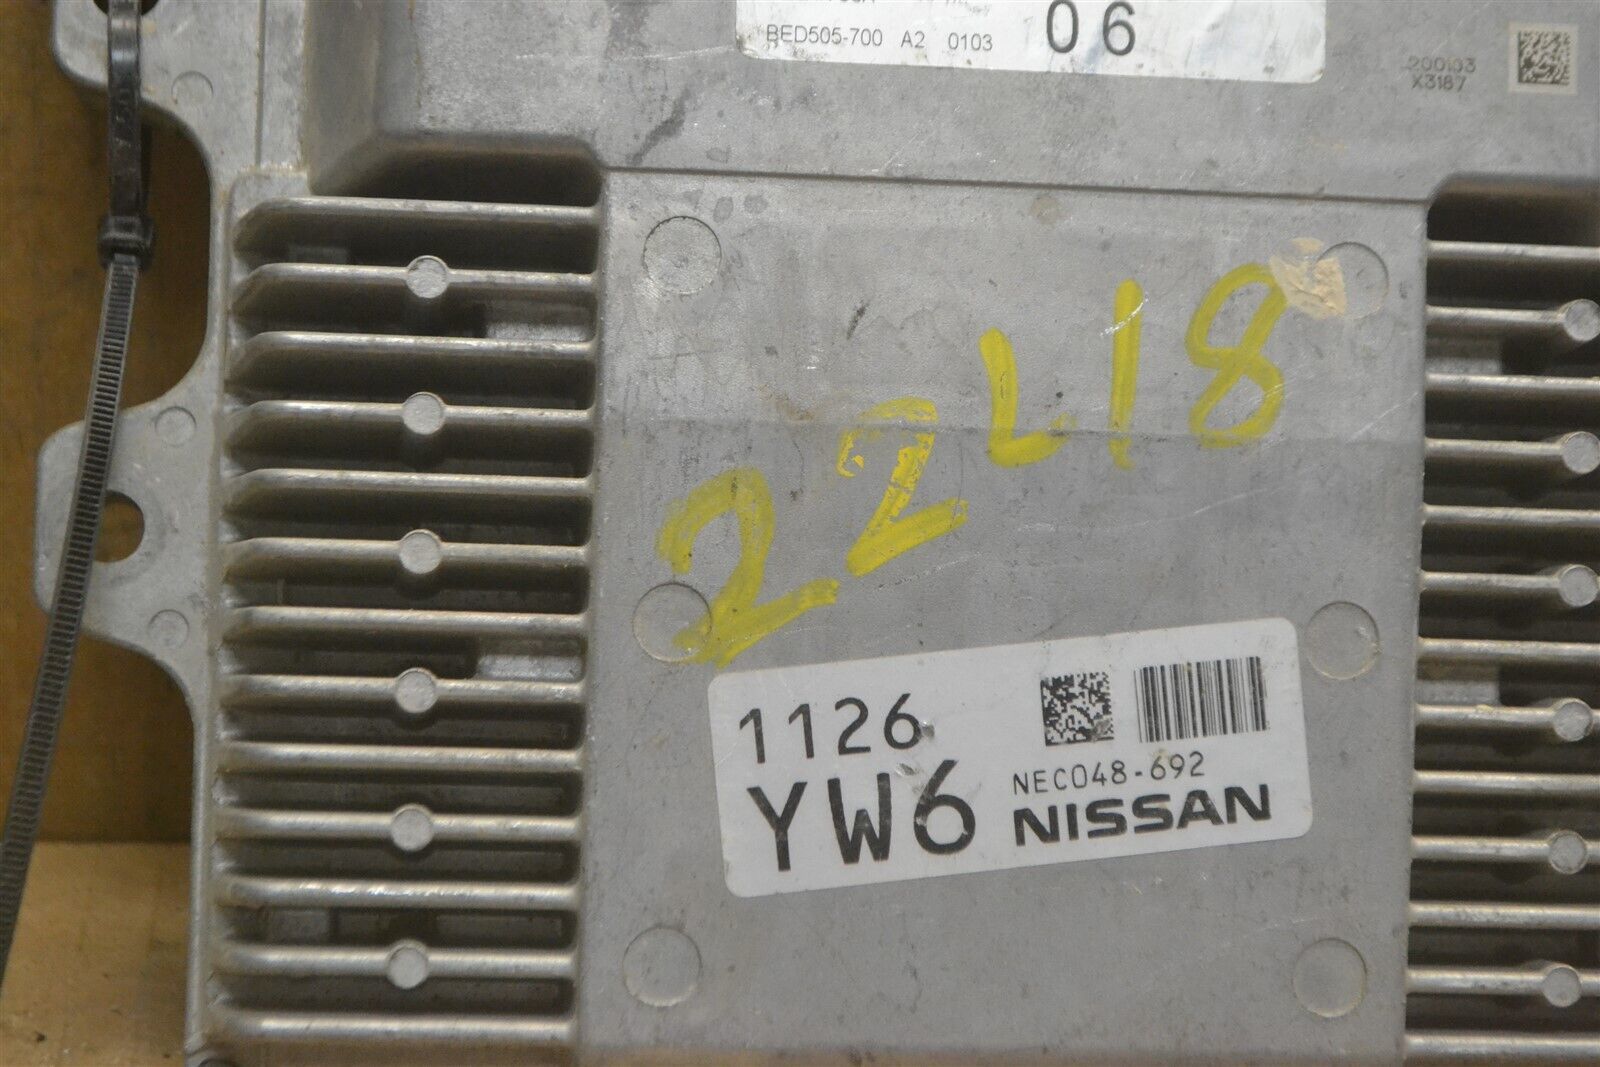 BED505-700 A2 0103
06
200103
X3187
22L18
1126
YW6
NEC048-692
NISSAN